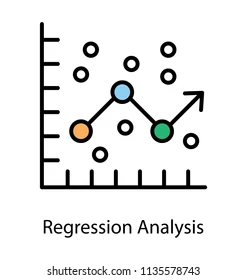 Regression Analysis
shutterstock.com · 1135578743